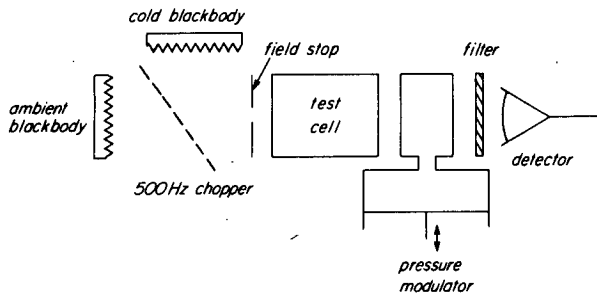 cold blackbody
field stop
filter
ambient
blackbody
test
cell
detector
500Hz chopper
pressure
modulator